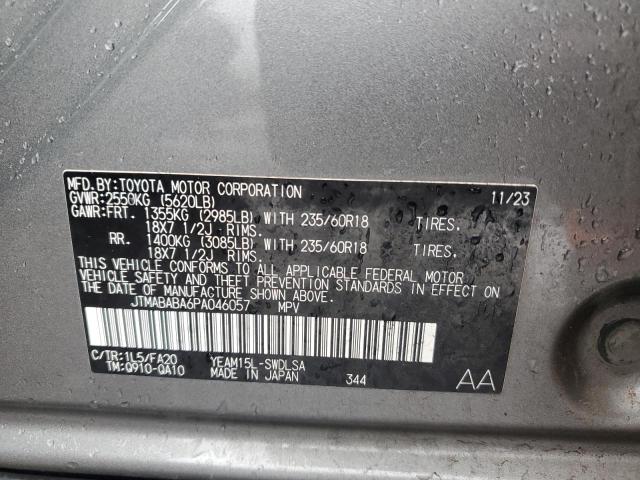 MFD.BY:TOYOTA MOTOR CORPORATION 11/23
GVWR:2550KG (5620LB)
GAWR:FRT. 1355KG (2985LB) WITH 235/60R18 TIRES.
18X7 1/2J RIMS.
RR. 1400KG (3085LB) WITH 235/60R18 TIRES,
18X7 1/2J RIMS.
THIS VEHICLE CONFORMS TO ALL APPLICABLE FEDERAL MOTOR
VEHICLE SAFETY AND THEFT PREVENTION STANDARDS IN EFFECT ON
THE DATE OF MANUFACTURE SHOWN ABOVE.
JTMABABA6PA046057 MPV
C/TR:1L5/FA20 YEAM15L-SWDLSA
TM:Q910-QA10 MADE IN JAPAN 344 AA